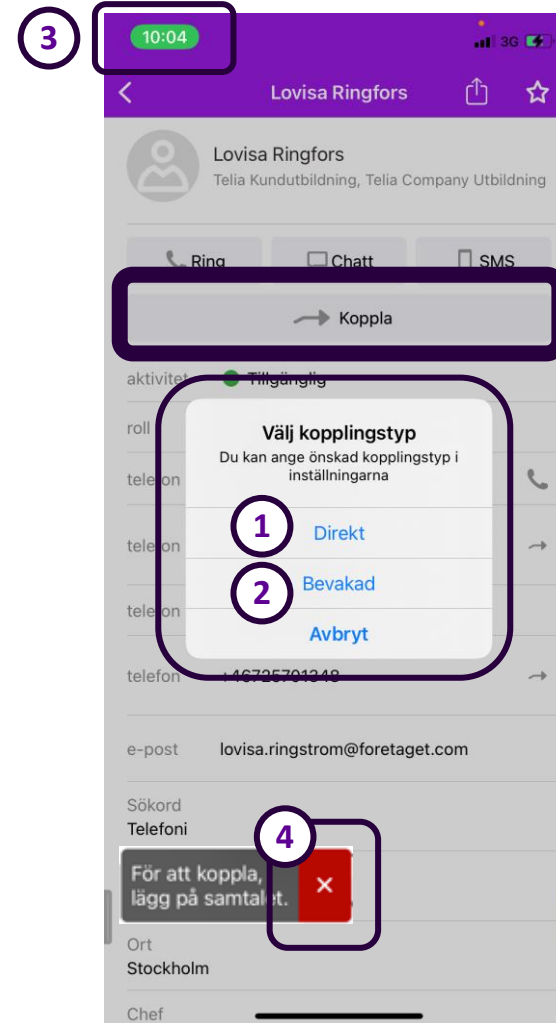 3
10:04
3G
Lovisa Ringfors
Lovisa Ringfors
Telia Kundutbildning, Telia Company Utbildning
Ring
Chatt
SMS
Koppla
aktivitet
Tillgänglig
roll
Välj kopplingstyp
Du kan ange önskad kopplingstyp i
inställningarna
telefon
1
Direkt
telefon
2
Bevakad
telefon
Avbryt
telefon +46725701348
e-post lovisa.ringstrom@foretaget.com
Sökord
Telefoni
4
För att koppla,
lägg på samtalet.
Ort
Stockholm
Chef